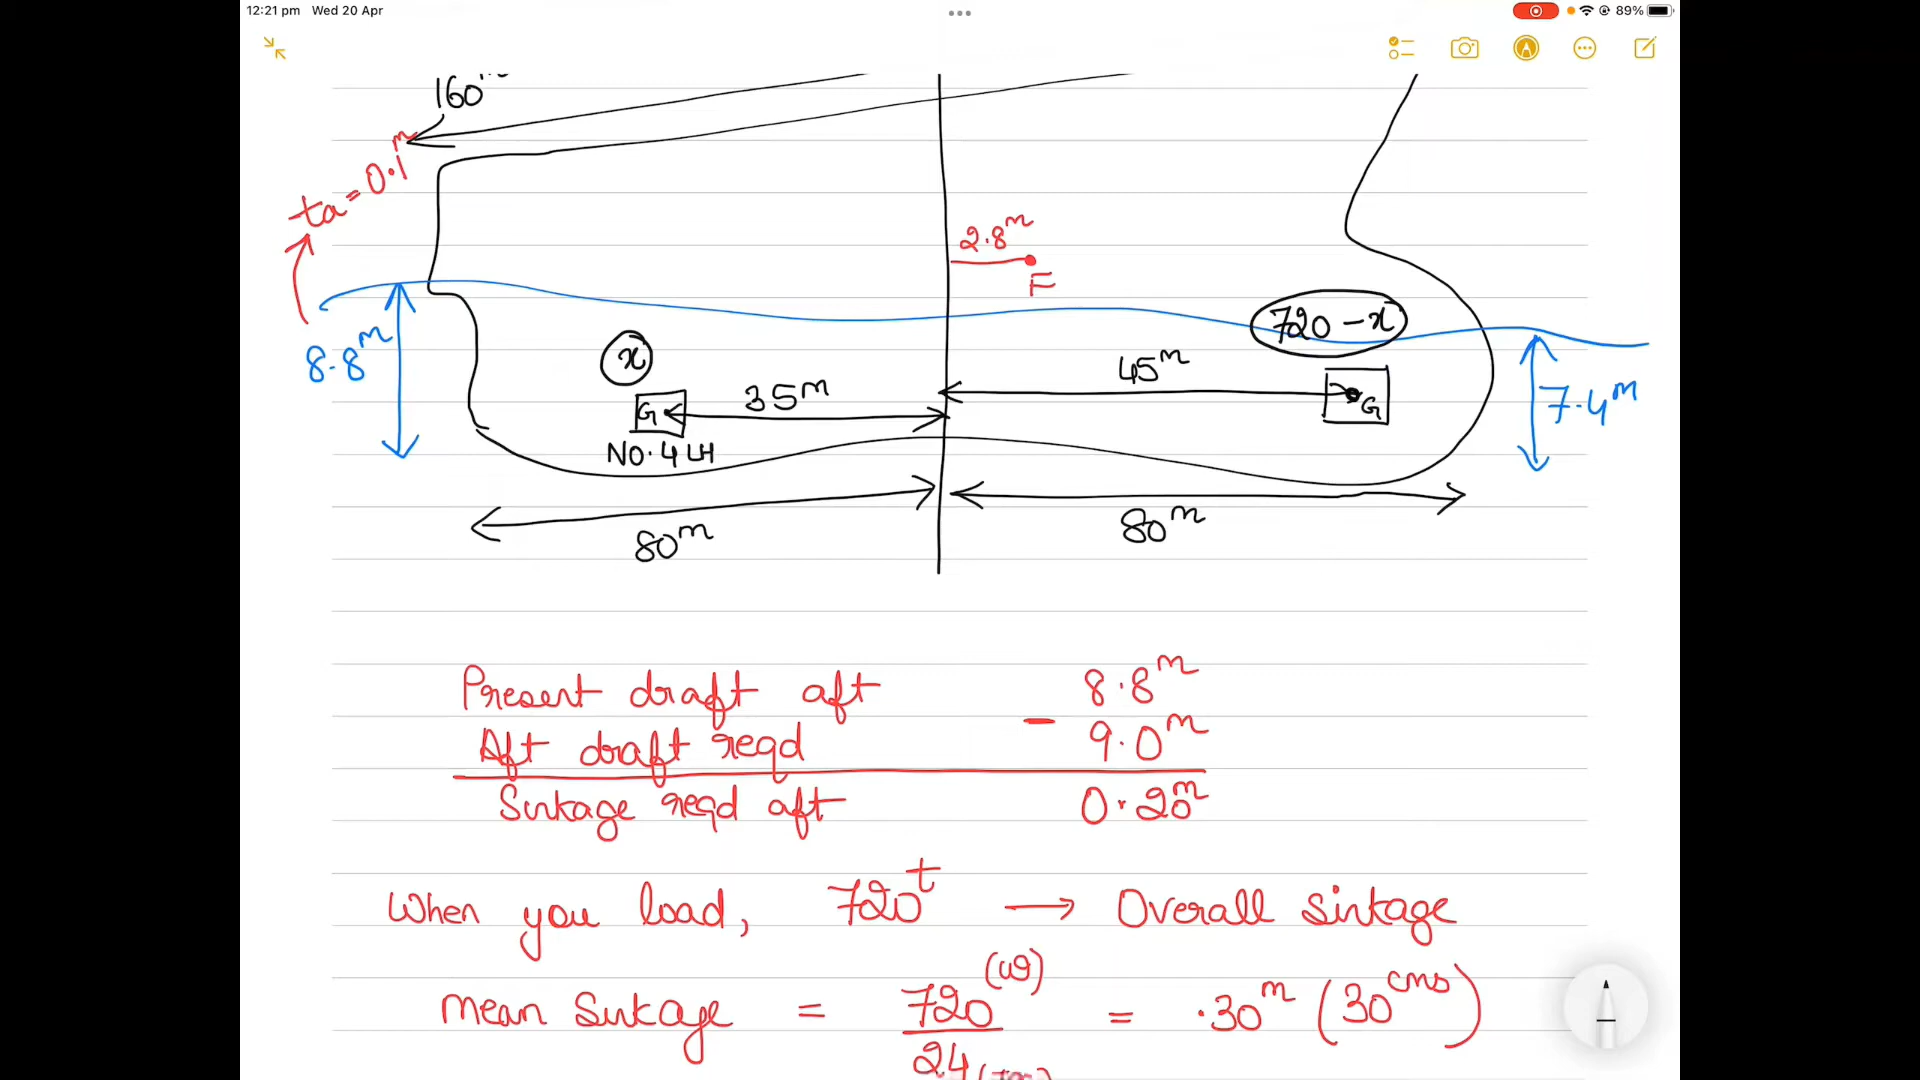 12:21 pm Wed 20 Apr
89%
160m
ta = 0.1m
2.8m
F
8.8m
x
720 - x
35m
45m
G
G
7.4m
NO. 4 LH
80m
80m
Present draft aft 8.8m
Aft draft reqd - 9.0m
Sinkage reqd aft 0.20m
When you load, 720t → Overall sinkage
mean Sinkage = 720 (w) = .30m (30cms)
24